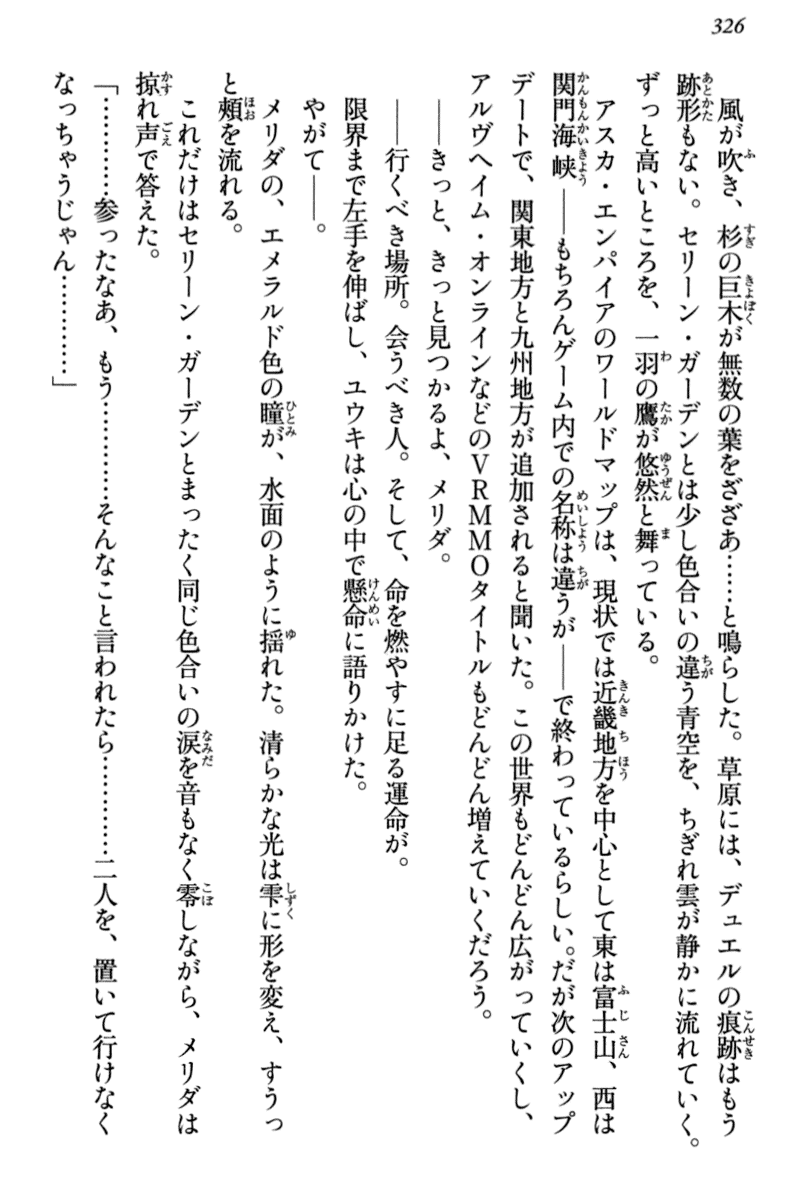 326
風が吹き、杉の巨木が無数の葉をざざあ……と鳴らした。草原には、デュエルの痕跡はもう
跡形もない。セリーン・ガーデンとは少し色合いの違う青空を、ちぎれ雲が静かに流れていく。
ずっと高いところを、一羽の鷹が悠然と舞っている。
アスカ・エンパイアのワールドマップは、現状では近畿地方を中心として東は富士山、西は
関門海峡――もちろんゲーム内での名称は違うが――で終わっているらしい。だが次のアップ
デートで、関東地方と九州地方が追加されると聞いた。この世界もどんどん広がっていくし、
アルヴヘイム・オンラインなどのVRMMOタイトルもどんどん増えていくだろう。
――きっと、きっと見つかるよ、メリダ。
――行くべき場所。会うべき人。そして、命を燃やすに足る運命が。
限界まで左手を伸ばし、ユウキは心の中で懸命に語りかけた。
やがて――。
メリダの、エメラルド色の瞳が、水面のように揺れた。清らかな光は雫に形を変え、すうっ
と頬を流れる。
これだけはセリーン・ガーデンとまったく同じ色合いの涙を音もなく零しながら、メリダは
掠れ声で答えた。
「…………参ったなあ、もう…………そんなこと言われたら…………二人を、置いて行けなく
なっちゃうじゃん…………」